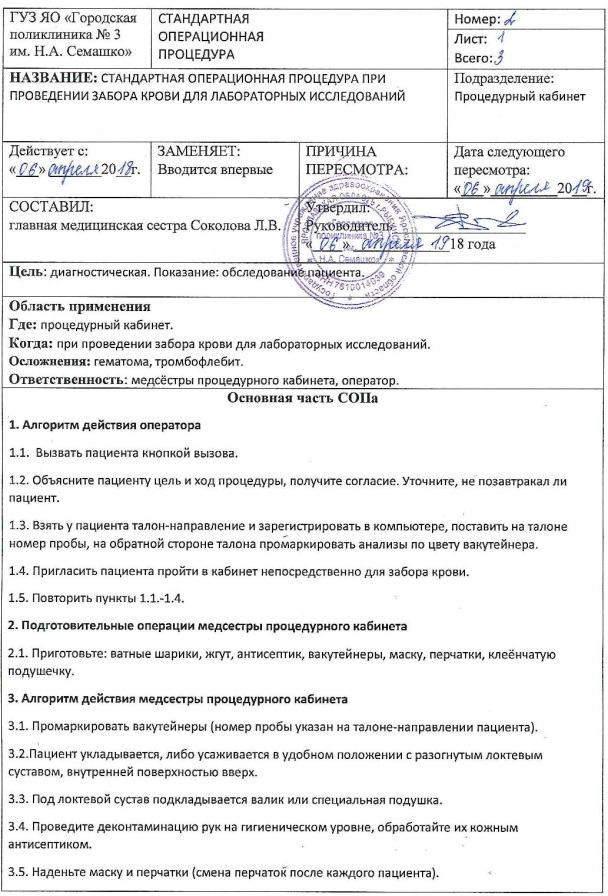 ГУЗ ЯО «Городская
поликлиника № 3
им. Н.А. Семашко»
СТАНДАРТНАЯ
ОПЕРАЦИОННАЯ
ПРОЦЕДУРА
Номер: 2
Лист: 1
Всего: 3
НАЗВАНИЕ: СТАНДАРТНАЯ ОПЕРАЦИОННАЯ ПРОЦЕДУРА ПРИ
ПРОВЕДЕНИИ ЗАБОРА КРОВИ ДЛЯ ЛАБОРАТОРНЫХ ИССЛЕДОВАНИЙ
Подразделение:
Процедурный кабинет
Действует с:
«06» апреля 2018г.
ЗАМЕНЯЕТ:
Вводится впервые
ПРИЧИНА
ПЕРЕСМОТРА:
Дата следующего
пересмотра:
«06» апреля 2019г.
СОСТАВИЛ:
главная медицинская сестра Соколова Л.В.
Утвердил:
Руководитель
« 06 » апреля 1918 года
поликлиника №3
Н.А. Семашко»
Цель: диагностическая. Показание: обследование пациента.
Область применения
Где: процедурный кабинет.
Когда: при проведении забора крови для лабораторных исследований.
Осложнения: гематома, тромбофлебит.
Ответственность: медсёстры процедурного кабинета, оператор.
Основная часть СОПа
1. Алгоритм действия оператора
1.1. Вызвать пациента кнопкой вызова.
1.2. Объясните пациенту цель и ход процедуры, получите согласие. Уточните, не позавтракал ли
пациент.
1.3. Взять у пациента талон-направление и зарегистрировать в компьютере, поставить на талоне
номер пробы, на обратной стороне талона промаркировать анализы по цвету вакутейнера.
1.4. Пригласить пациента пройти в кабинет непосредственно для забора крови.
1.5. Повторить пункты 1.1.-1.4.
2. Подготовительные операции медсестры процедурного кабинета
2.1. Приготовьте: ватные шарики, жгут, антисептик, вакутейнеры, маску, перчатки, клеёнчатую
подушечку.
3. Алгоритм действия медсестры процедурного кабинета
3.1. Промаркировать вакутейнеры (номер пробы указан на талоне-направлении пациента).
3.2.Пациент укладывается, либо усаживается в удобном положении с разогнутым локтевым
суставом, внутренней поверхностью вверх.
3.3. Под локтевой сустав подкладывается валик или специальная подушка.
3.4. Проведите деконтаминацию рук на гигиеническом уровне, обработайте их кожным
антисептиком.
3.5. Наденьте маску и перчатки (смена перчаток после каждого пациента).